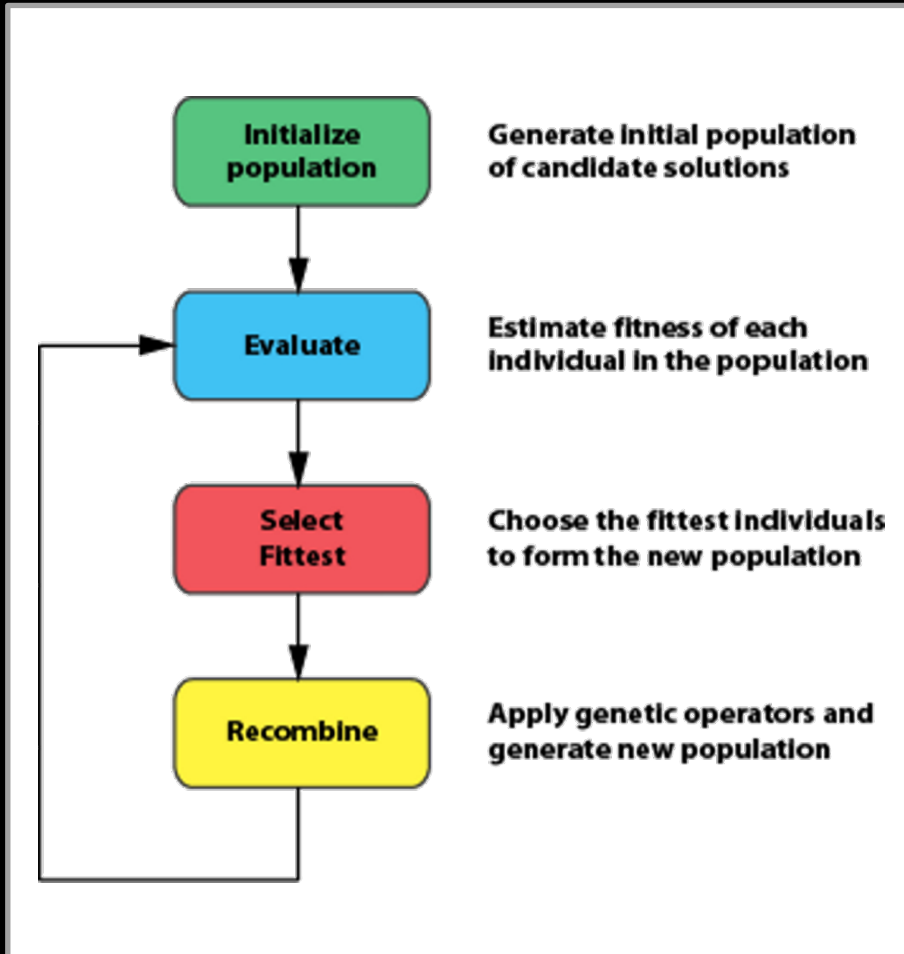 Initialize
population
Generate initial population
of candidate solutions
Evaluate
Estimate fitness of each
individual in the population
Select
Fittest
Choose the fittest individuals
to form the new population
Recombine
Apply genetic operators and
generate new population